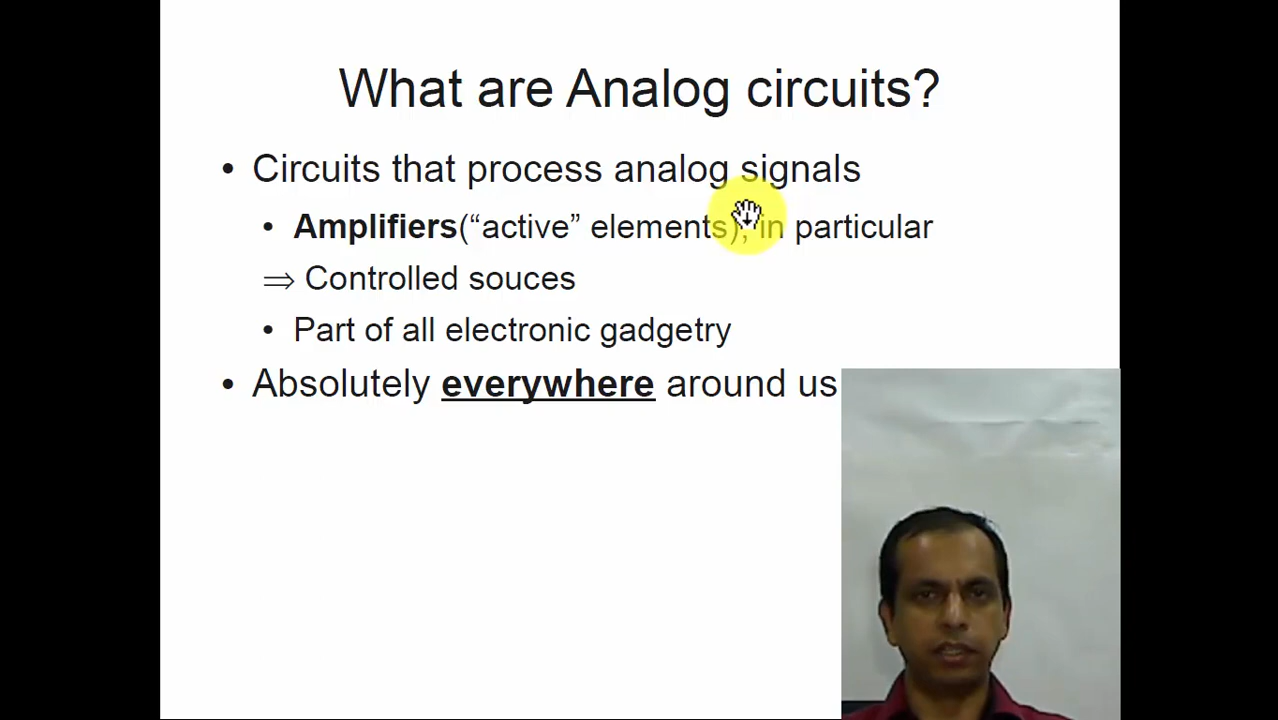 What are Analog circuits?
• Circuits that process analog signals
• Amplifiers(“active” elements), in particular
⇒ Controlled souces
• Part of all electronic gadgetry
• Absolutely everywhere around us